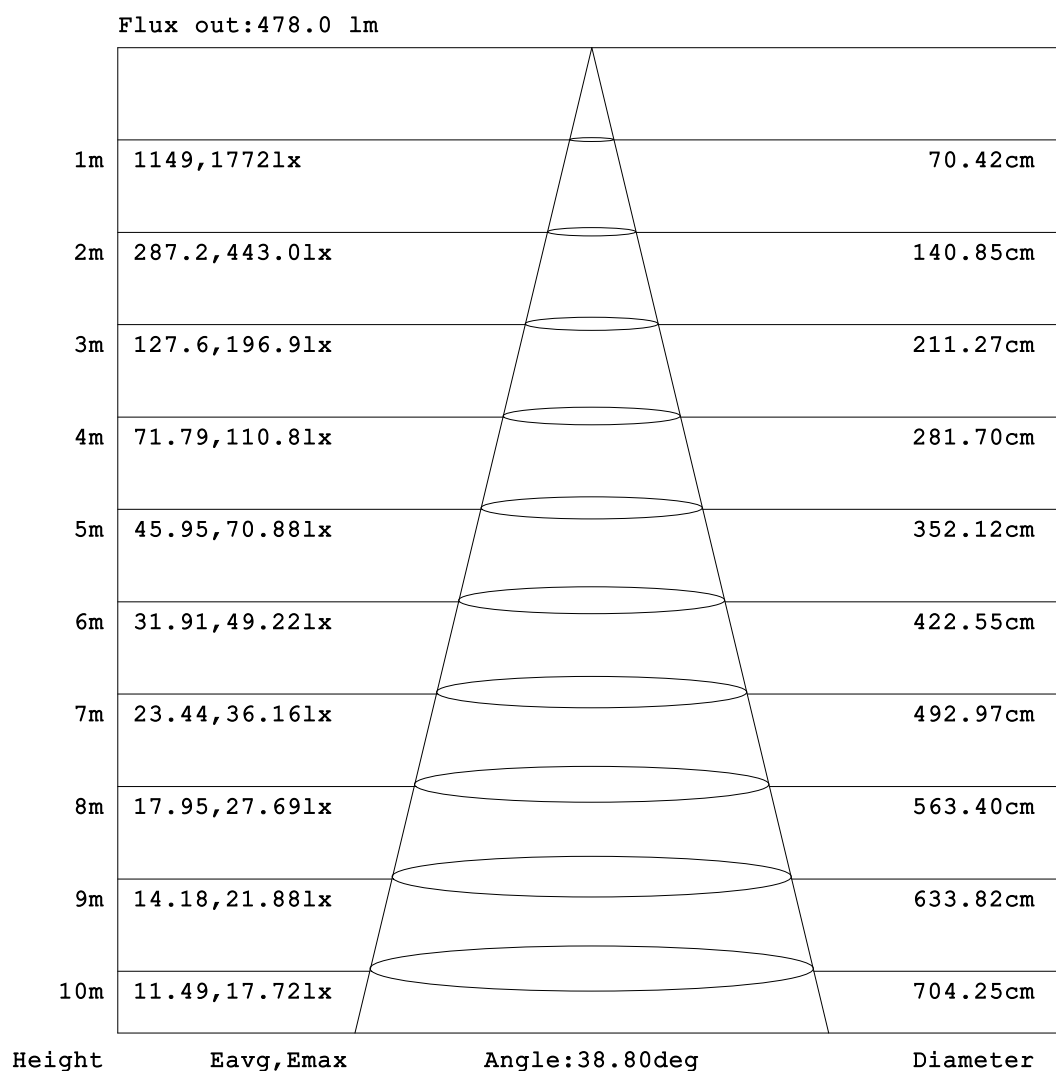 Flux out:478.0 lm
1m 1149,1772lx 70.42cm
2m 287.2,443.0lx 140.85cm
3m 127.6,196.9lx 211.27cm
4m 71.79,110.8lx 281.70cm
5m 45.95,70.88lx 352.12cm
6m 31.91,49.22lx 422.55cm
7m 23.44,36.16lx 492.97cm
8m 17.95,27.69lx 563.40cm
9m 14.18,21.88lx 633.82cm
10m 11.49,17.72lx 704.25cm
Height Eavg,Emax Angle:38.80deg Diameter